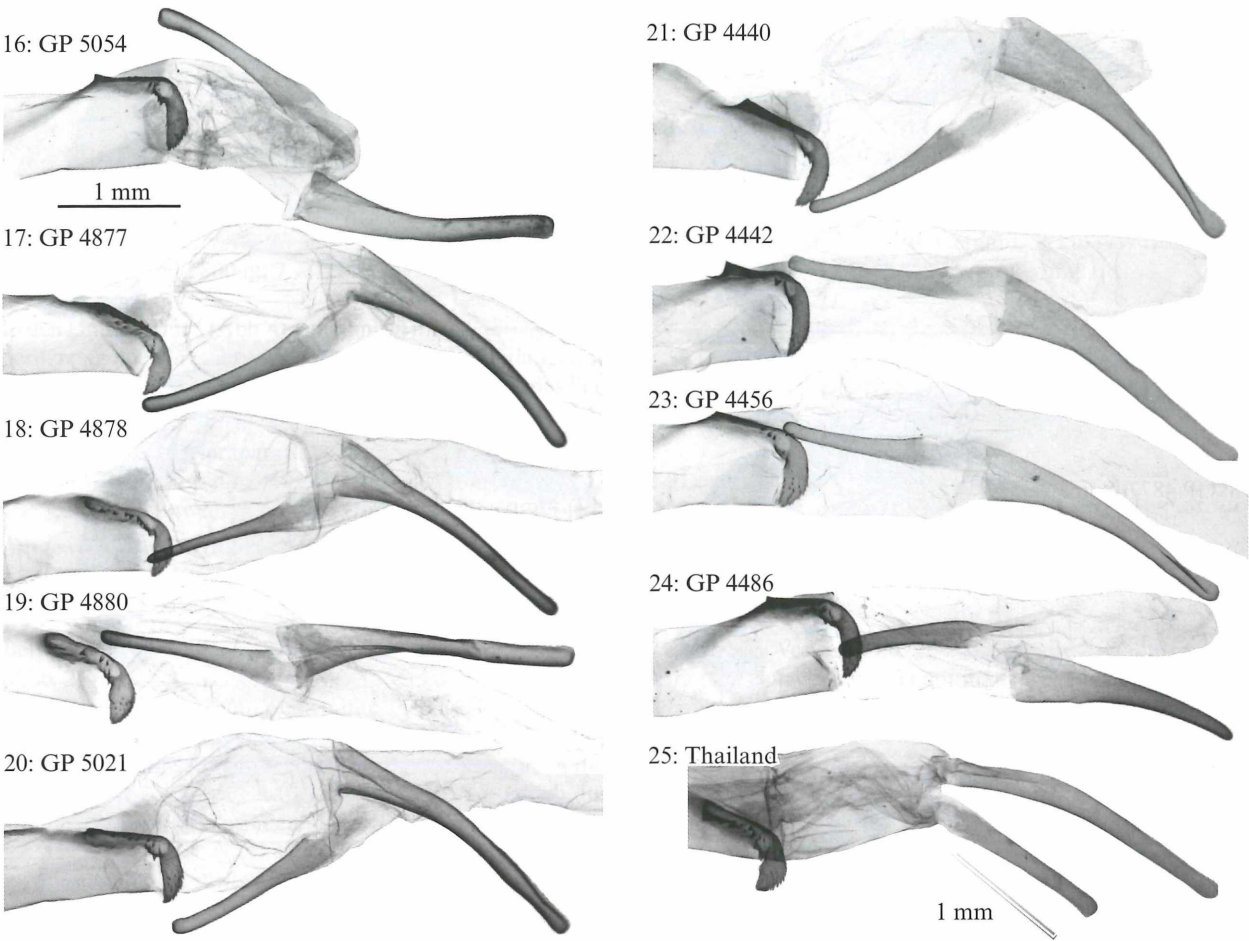 16: GP 5054
1 mm
17: GP 4877
18: GP 4878
19: GP 4880
20: GP 5021
21: GP 4440
22: GP 4442
23: GP 4456
24: GP 4486
25: Thailand
1 mm